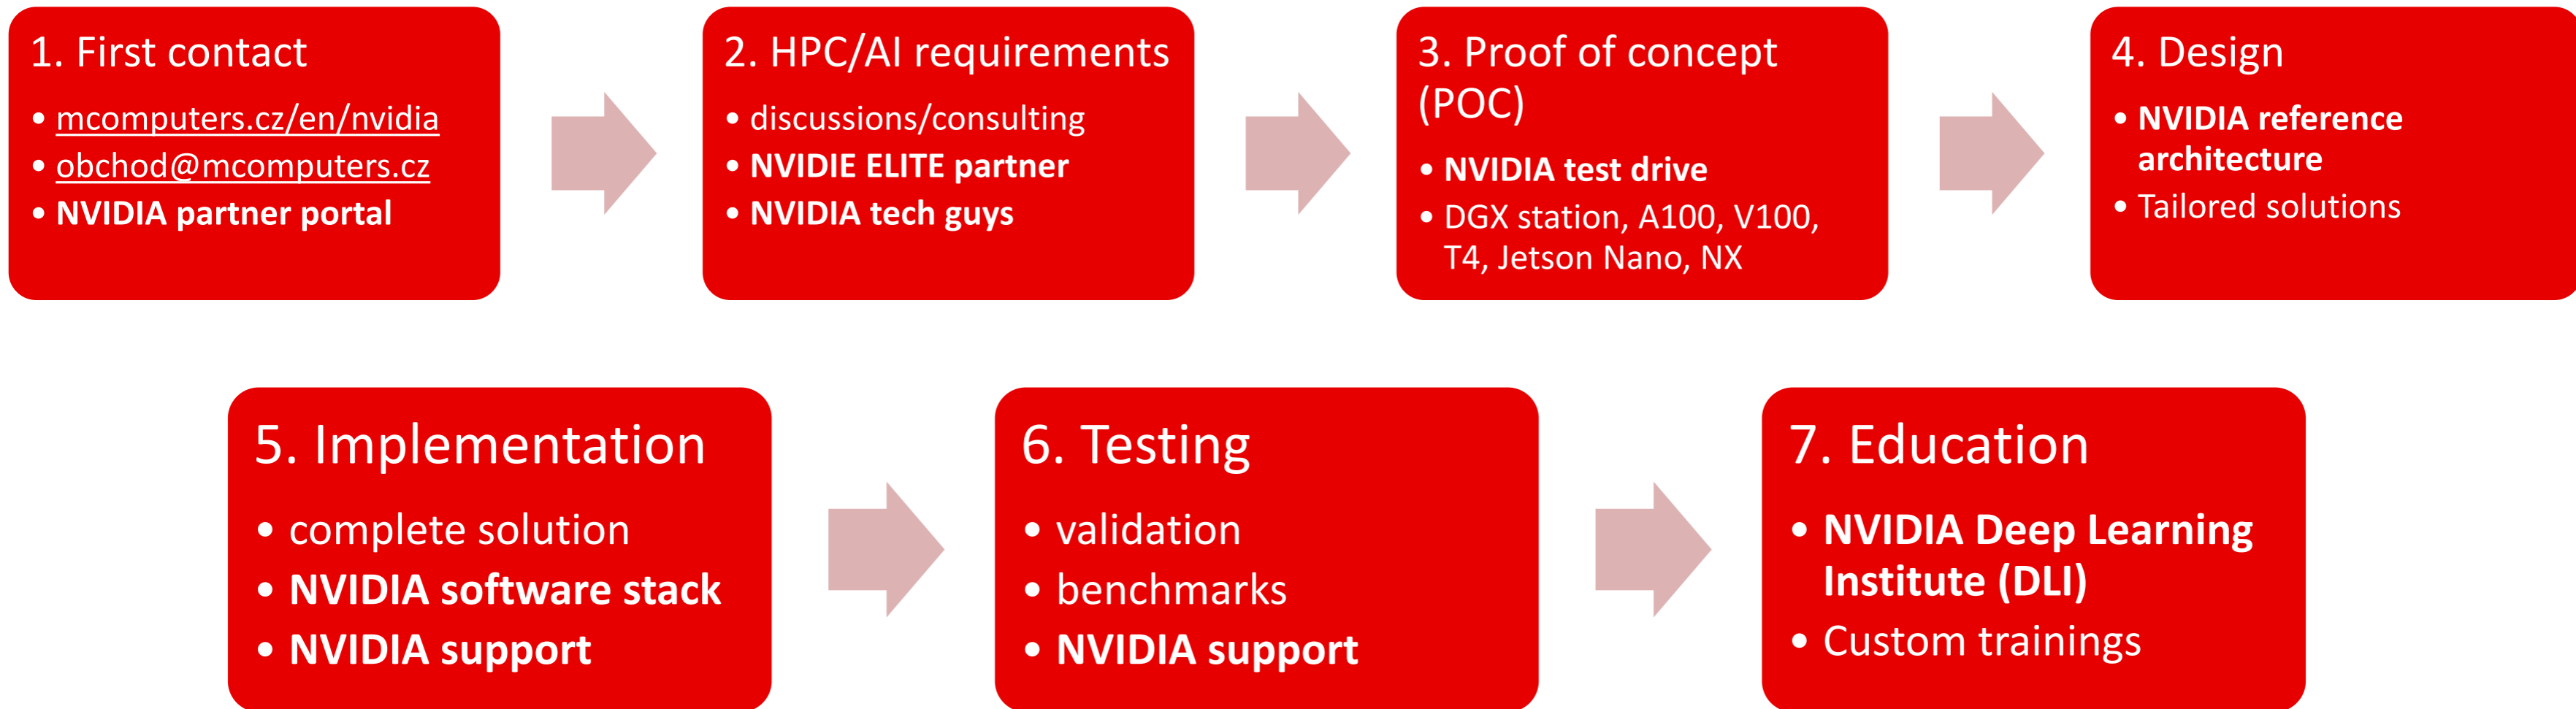 1. First contact
• mcomputers.cz/en/nvidia
• obchod@mcomputers.cz
• NVIDIA partner portal
2. HPC/AI requirements
• discussions/consulting
• NVIDIE ELITE partner
• NVIDIA tech guys
3. Proof of concept
(POC)
• NVIDIA test drive
• DGX station, A100, V100,
T4, Jetson Nano, NX
4. Design
• NVIDIA reference
architecture
• Tailored solutions
5. Implementation
• complete solution
• NVIDIA software stack
• NVIDIA support
6. Testing
• validation
• benchmarks
• NVIDIA support
7. Education
• NVIDIA Deep Learning
Institute (DLI)
• Custom trainings